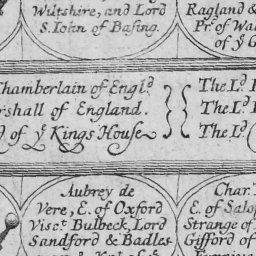 Wiltshire, and Lord
S. Iohn of Basing.
Ragland &
Pr. of Wa
of ye G
Chamberlain of Engld
rshall of England.
d of ye Kings House
The Ld
The Ld
The Ld
Aubrey de
Vere, E. of Oxford
Visct Bulbeck, Lord
Sandford & Badles
Char.
E. of Salop
Strange of
Gifford of